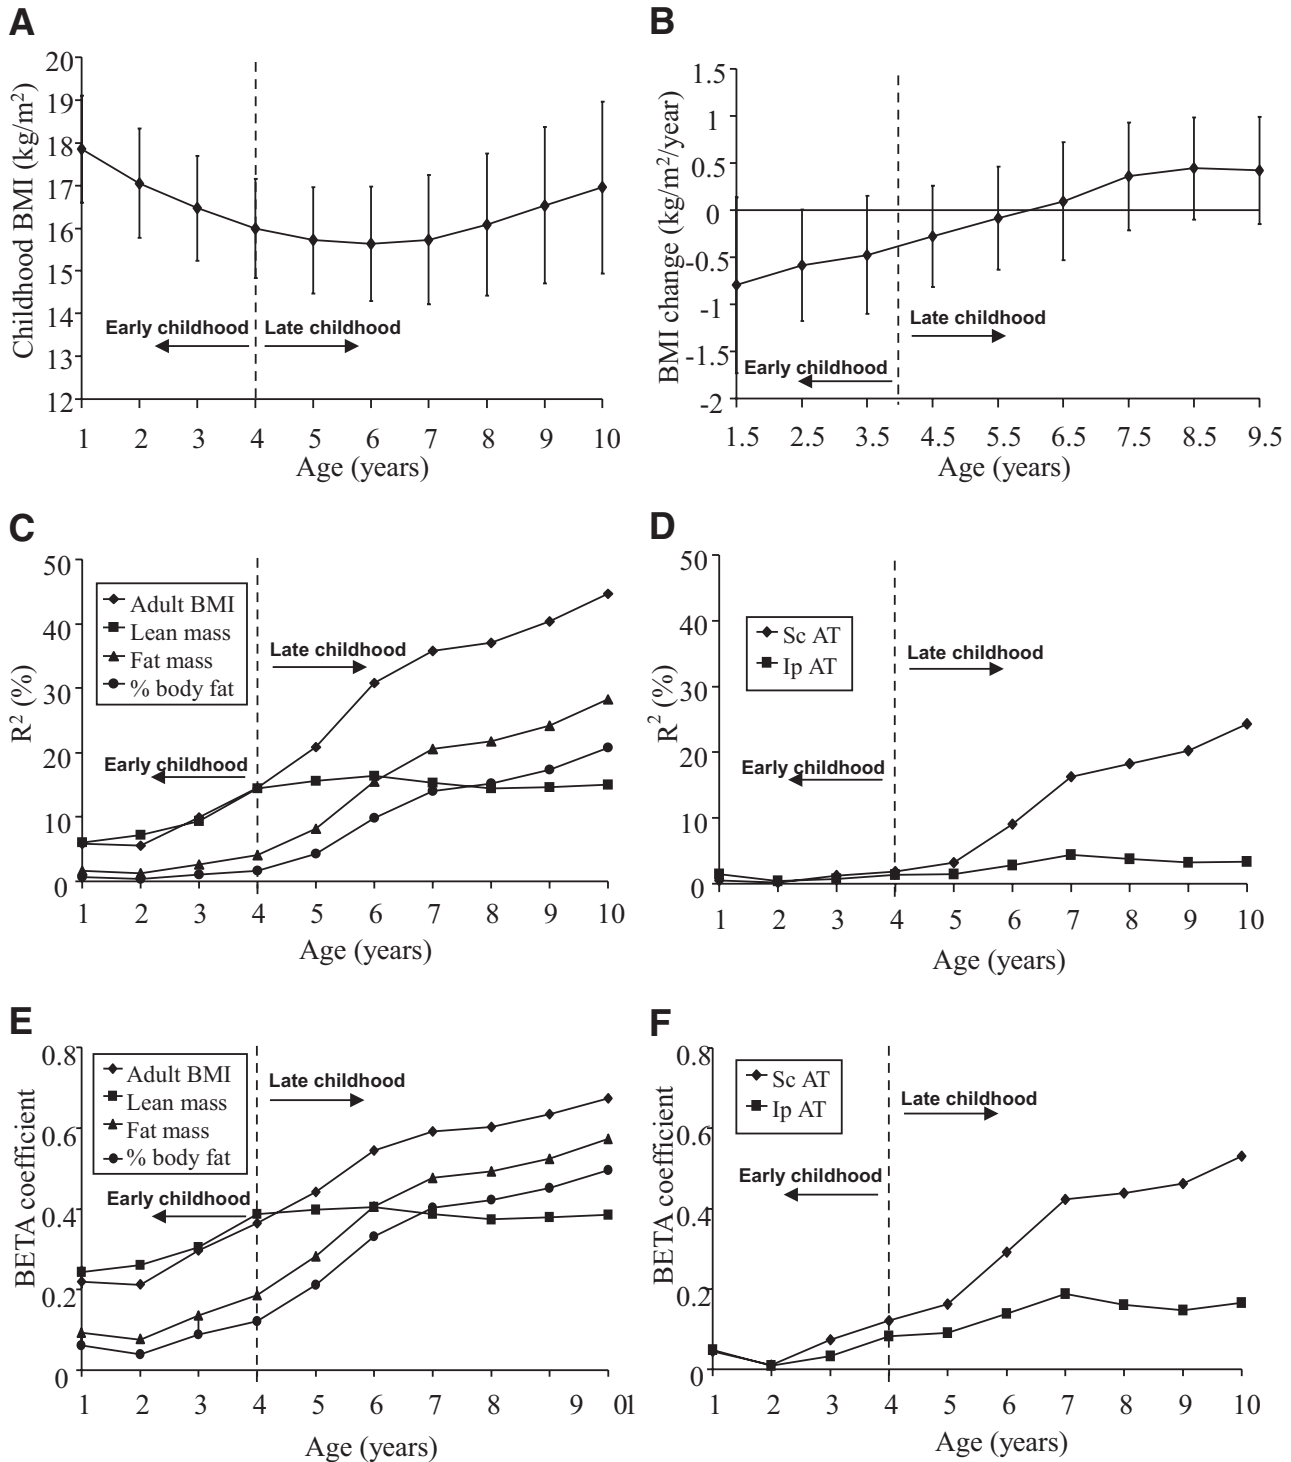 A
Childhood BMI (kg/m²)
20
19
18
17
16
15
14
13
12
Early childhood
Late childhood
1 2 3 4 5 6 7 8 9 10
Age (years)
B
BMI change (kg/m²/year)
1.5
1
0.5
0
-0.5
-1
-1.5
-2
Late childhood
Early childhood
1.5 2.5 3.5 4.5 5.5 6.5 7.5 8.5 9.5
Age (years)
C
R² (%)
50
40
30
20
10
0
Adult BMI
Lean mass
Fat mass
% body fat
Late childhood
Early childhood
1 2 3 4 5 6 7 8 9 10
Age (years)
D
R² (%)
50
40
30
20
10
0
Sc AT
Ip AT
Late childhood
Early childhood
1 2 3 4 5 6 7 8 9 10
Age (years)
E
BETA coefficient
0.8
0.6
0.4
0.2
0
Adult BMI
Lean mass
Fat mass
% body fat
Late childhood
Early childhood
1 2 3 4 5 6 7 8 9 01
Age (years)
F
BETA coefficient
0.8
0.6
0.4
0.2
0
Sc AT
Ip AT
Late childhood
Early childhood
1 2 3 4 5 6 7 8 9 10
Age (years)